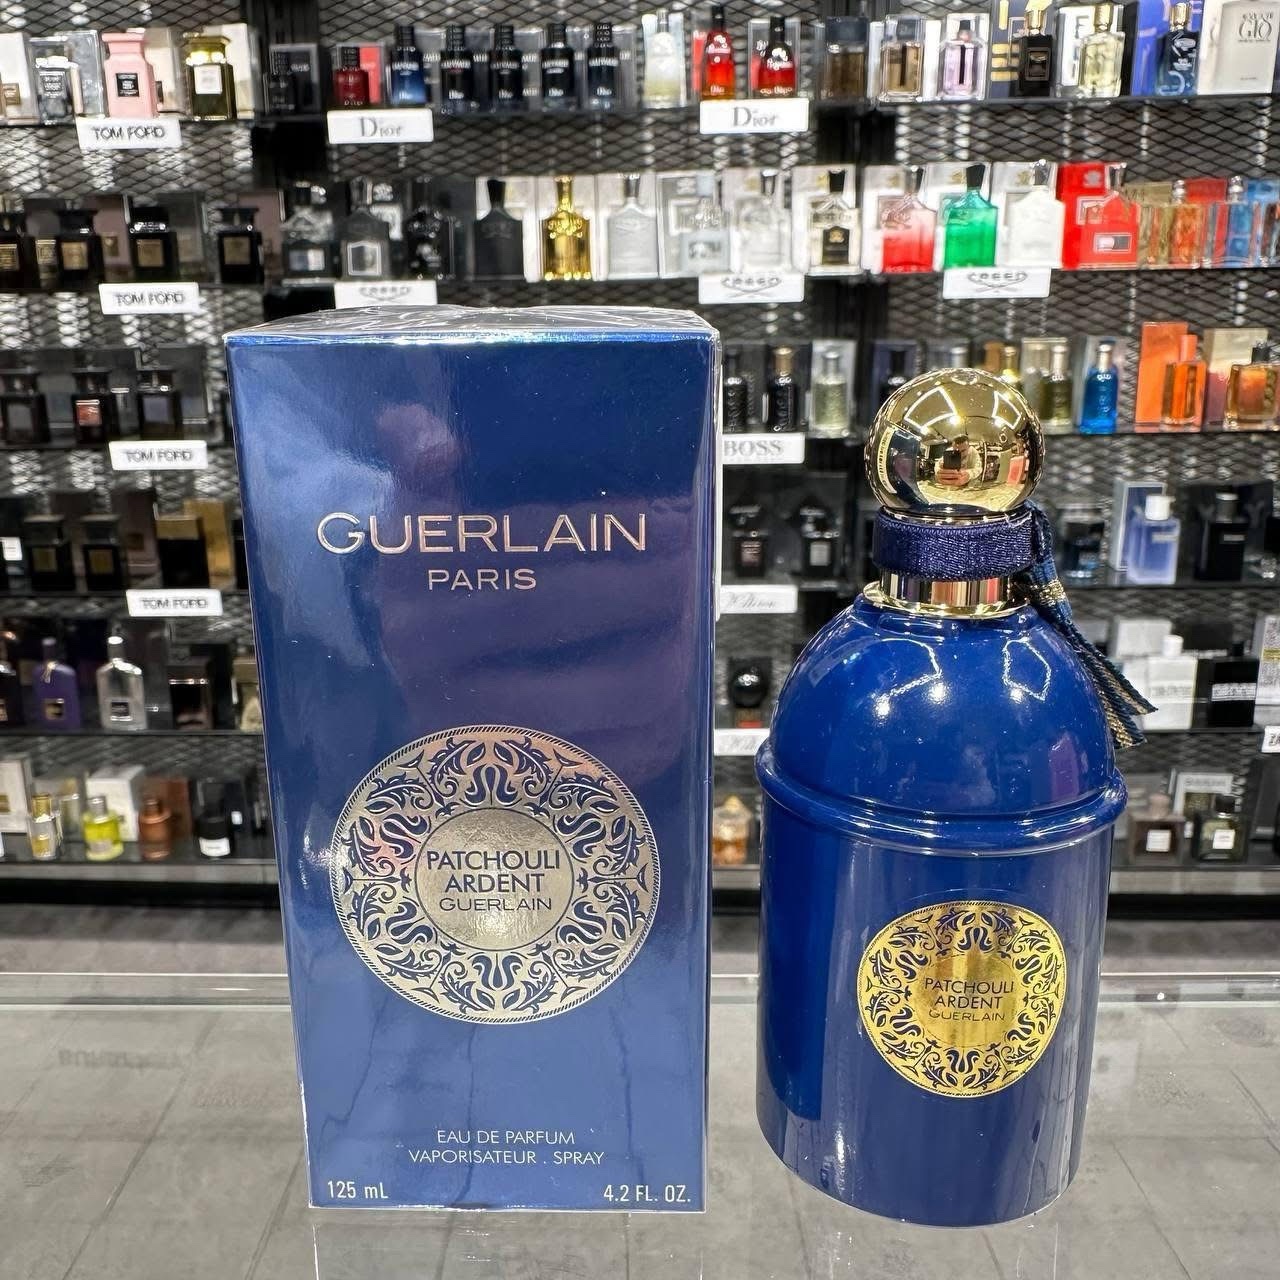 TOM FORD
Dior
Dior
TOM FORD
CREED
CREED
CREED
TOM FORD
BOSS
TOM FORD
GUERLAIN
PARIS
PATCHOULI
ARDENT
GUERLAIN
EAU DE PARFUM
VAPORISATEUR . SPRAY
125 mL
4.2 FL. OZ.
PATCHOULI
ARDENT
GUERLAIN